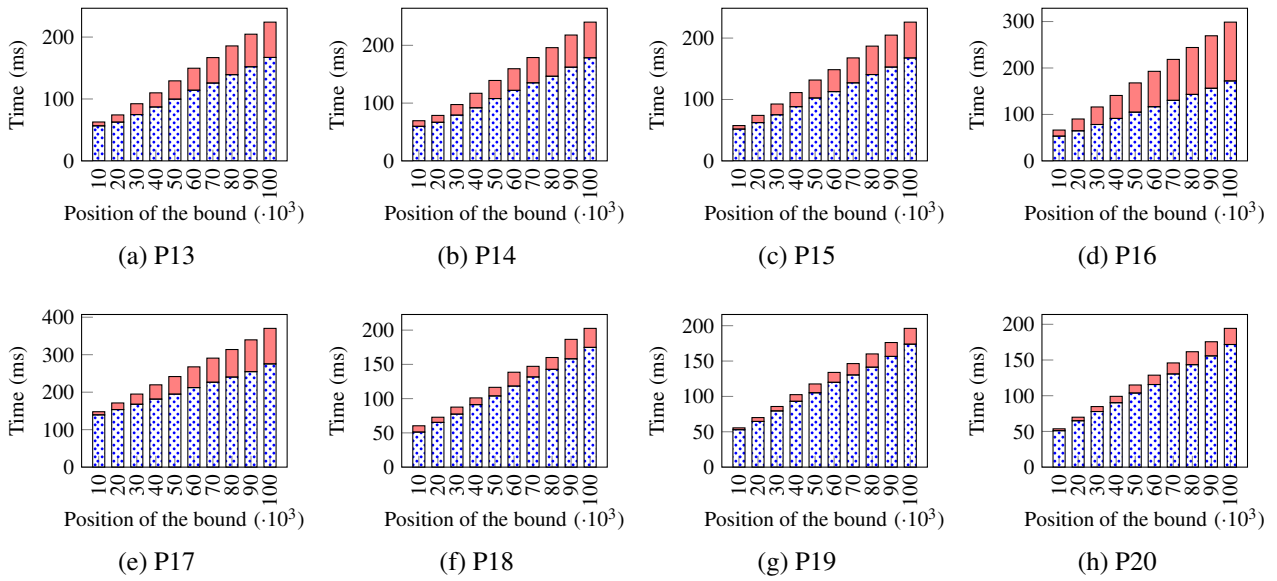 Time (ms)
200
100
0
10 20 30 40 50 60 70 80 90 100
Position of the bound (·10³)
(a) P13
Time (ms)
200
100
0
10 20 30 40 50 60 70 80 90 100
Position of the bound (·10³)
(b) P14
Time (ms)
200
100
0
10 20 30 40 50 60 70 80 90 100
Position of the bound (·10³)
(c) P15
Time (ms)
300
200
100
0
10 20 30 40 50 60 70 80 90 100
Position of the bound (·10³)
(d) P16
Time (ms)
400
300
200
100
0
10 20 30 40 50 60 70 80 90 100
Position of the bound (·10³)
(e) P17
Time (ms)
200
150
100
50
0
10 20 30 40 50 60 70 80 90 100
Position of the bound (·10³)
(f) P18
Time (ms)
200
150
100
50
0
10 20 30 40 50 60 70 80 90 100
Position of the bound (·10³)
(g) P19
Time (ms)
200
150
100
50
0
10 20 30 40 50 60 70 80 90 100
Position of the bound (·10³)
(h) P20